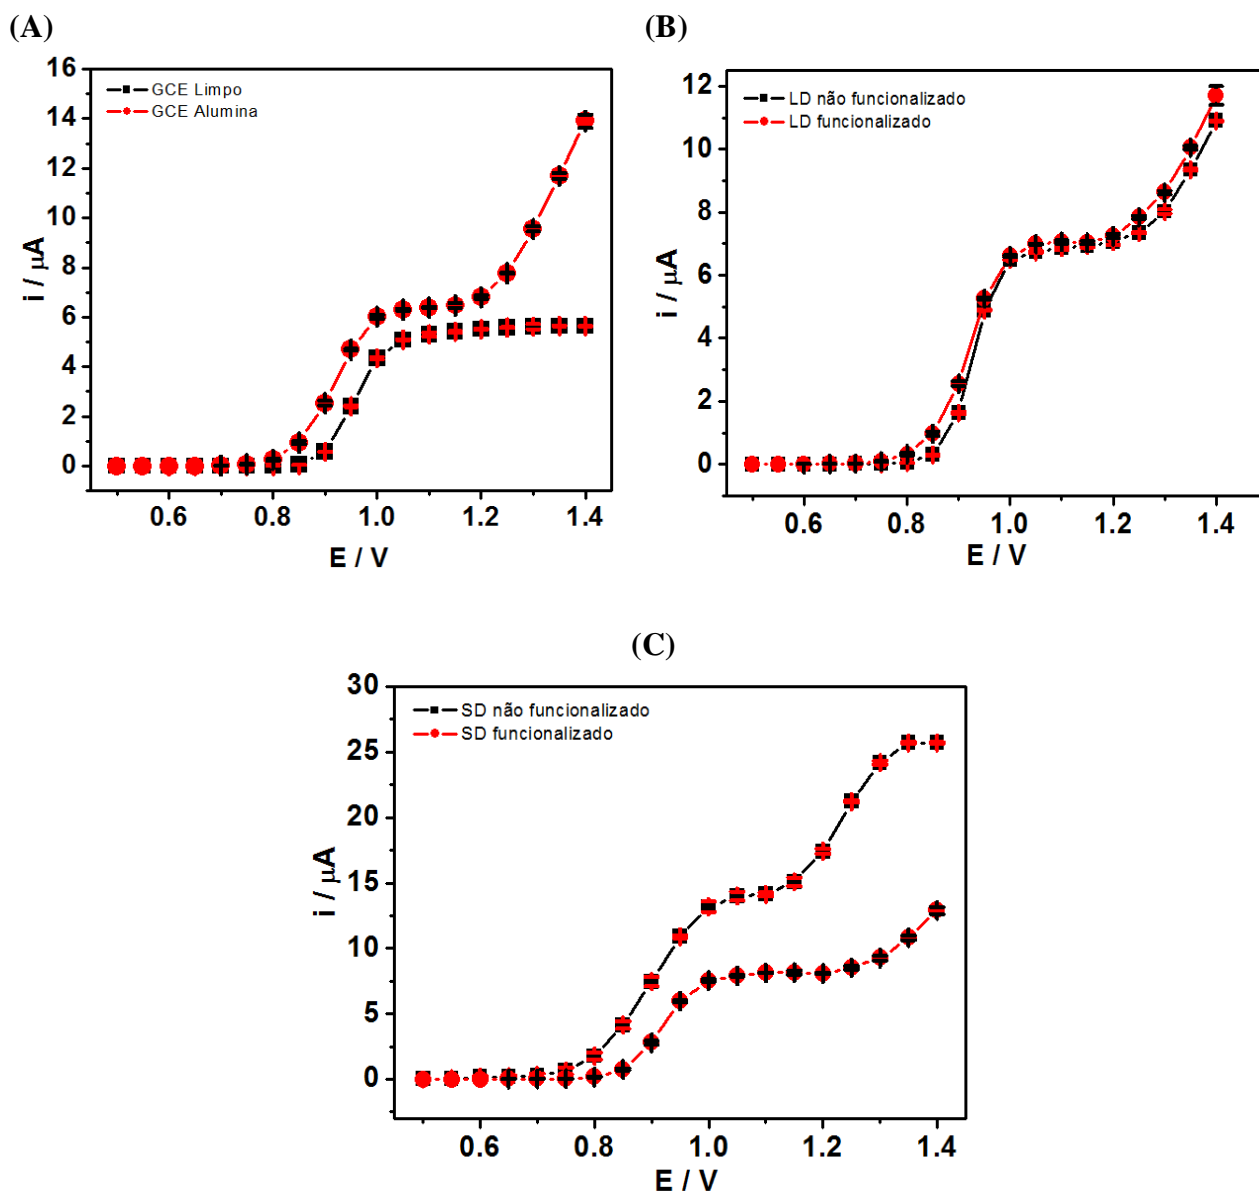 (A)
GCE Limpo
GCE Alumina
16
14
12
10
8
6
4
2
0
i / μA
0.6
0.8
1.0
1.2
1.4
E / V
(B)
LD não funcionalizado
LD funcionalizado
12
10
8
6
4
2
0
i / μA
0.6
0.8
1.0
1.2
1.4
E / V
(C)
SD não funcionalizado
SD funcionalizado
30
25
20
15
10
5
0
i / μA
0.6
0.8
1.0
1.2
1.4
E / V